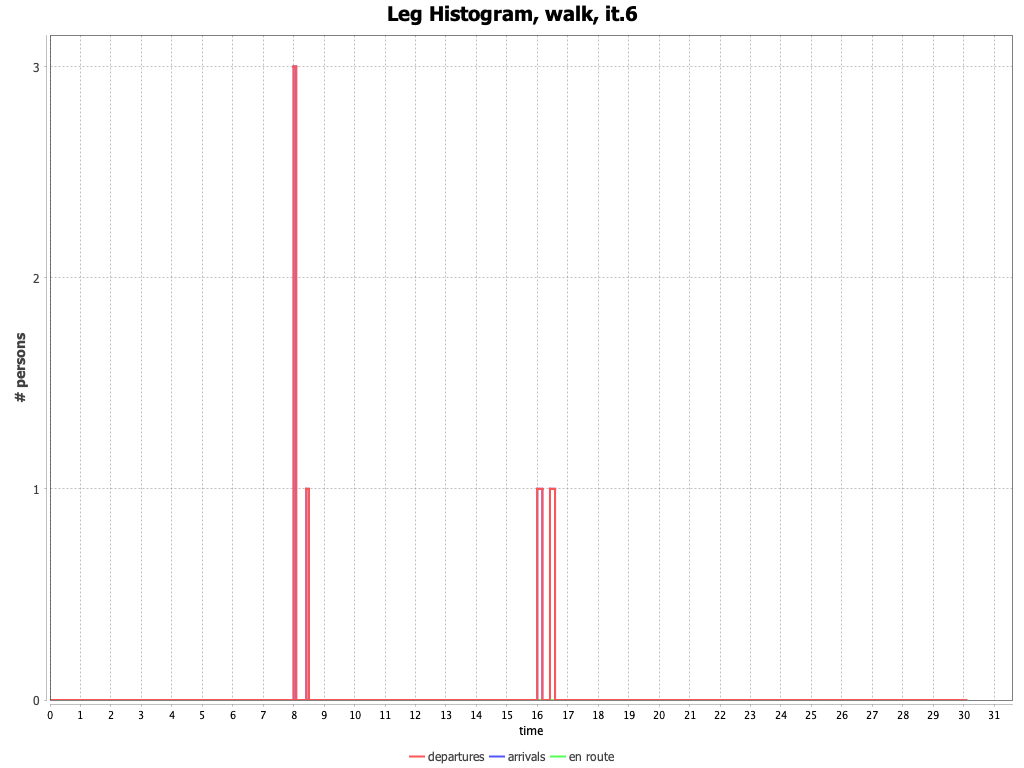 Leg Histogram, walk, it.6
# persons
3
2
1
0
0 1 2 3 4 5 6 7 8 9 10 11 12 13 14 15 16 17 18 19 20 21 22 23 24 25 26 27 28 29 30 31
time
departures arrivals en route